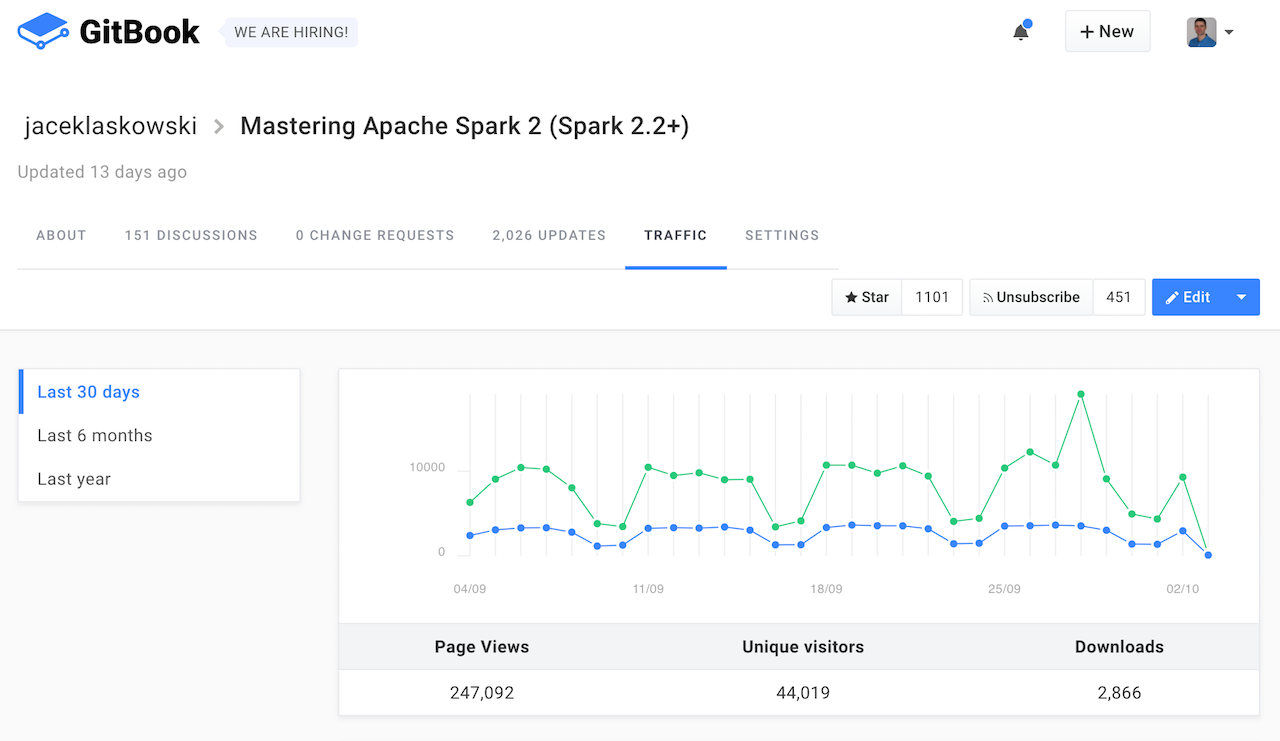 GitBook WE ARE HIRING! + New
jaceklaskowski > Mastering Apache Spark 2 (Spark 2.2+)
Updated 13 days ago
ABOUT 151 DISCUSSIONS 0 CHANGE REQUESTS 2,026 UPDATES TRAFFIC SETTINGS
Star 1101 Unsubscribe 451 Edit
Last 30 days
Last 6 months
Last year
10000
0
04/09 11/09 18/09 25/09 02/10
Page Views Unique visitors Downloads
247,092 44,019 2,866